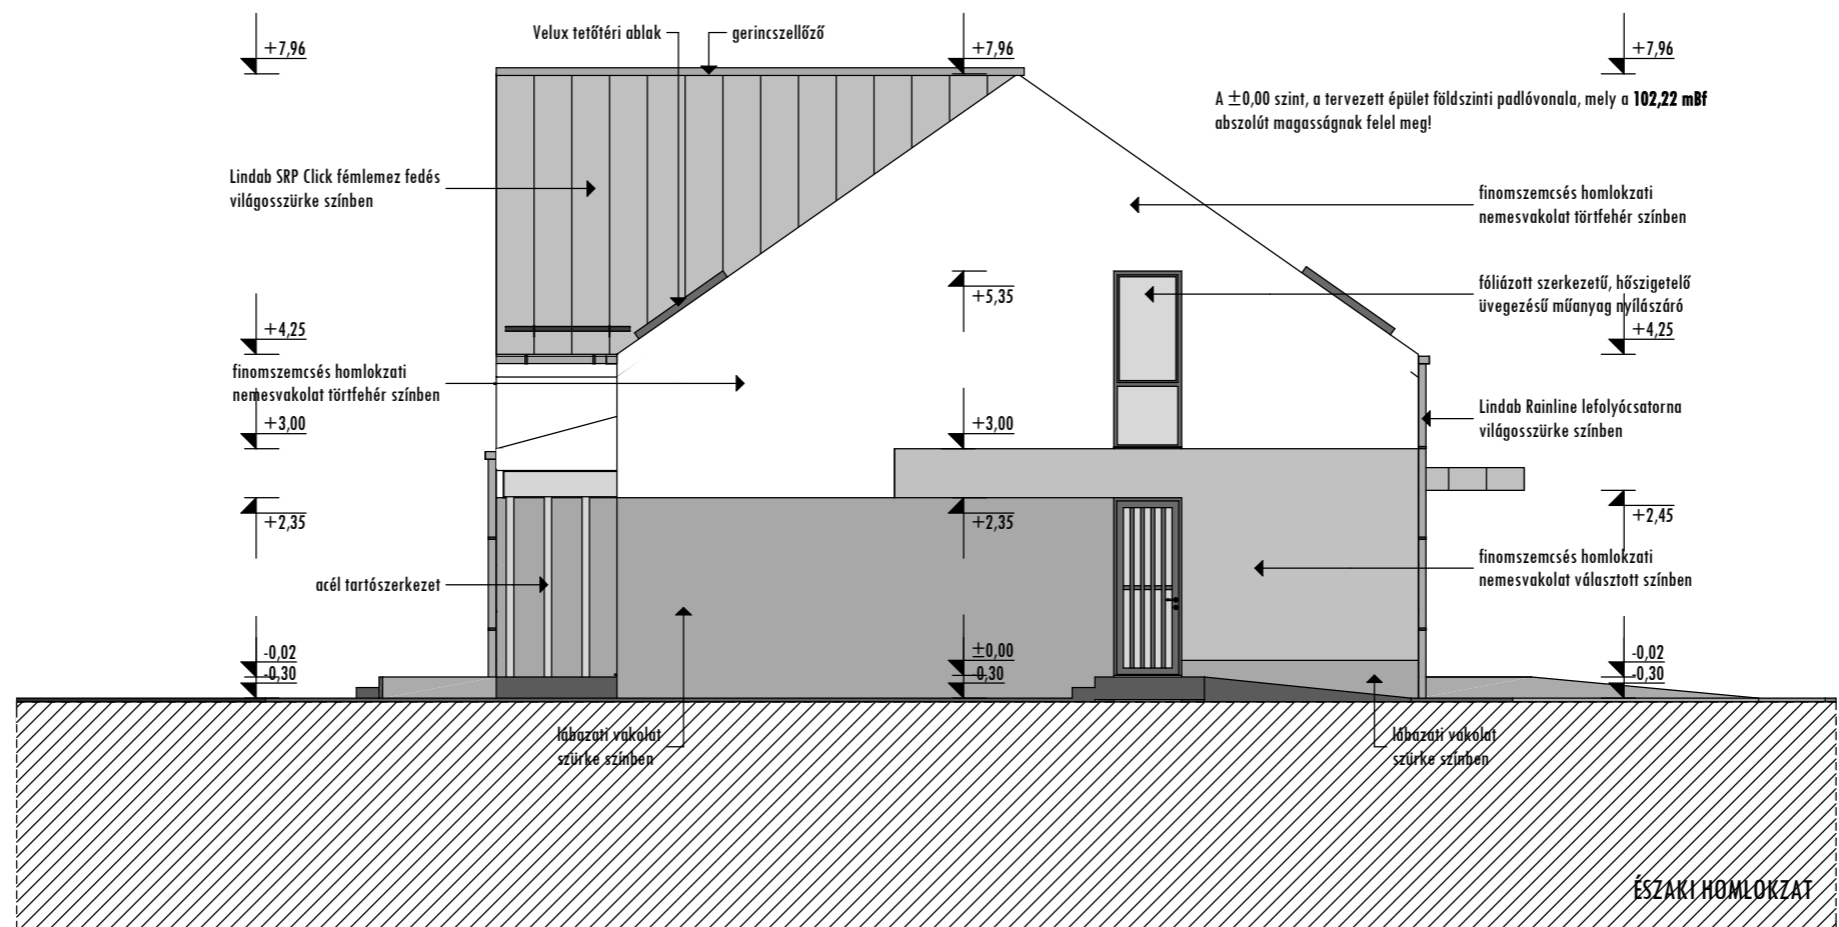 +7,96
Velux tetőtéri ablak
gerincszellőző
+7,96
+7,96
A ±0,00 szint, a tervezett épület földszinti padlóvonala, mely a 102,22 mBf
abszolút magasságnak felel meg!
Lindab SRP Click fémlemez fedés
világosszürke színben
finomszemcsés homlokzati
nemesvakolat törtfehér színben
+5,35
fóliázott szerkezetű, hőszigetelő
üvegezésű műanyag nyílászáró
+4,25
+4,25
finomszemcsés homlokzati
nemesvakolat törtfehér színben
Lindab Rainline lefolyócsatorna
világosszürke színben
+3,00
+3,00
+2,35
+2,35
+2,45
finomszemcsés homlokzati
nemesvakolat választott színben
acél tartószerkezet
-0,02
-0,30
±0,00
-0,30
-0,02
-0,30
lábazati vakolat
szürke színben
lábazati vakolat
szürke színben
ÉSZAKI HOMLOKZAT